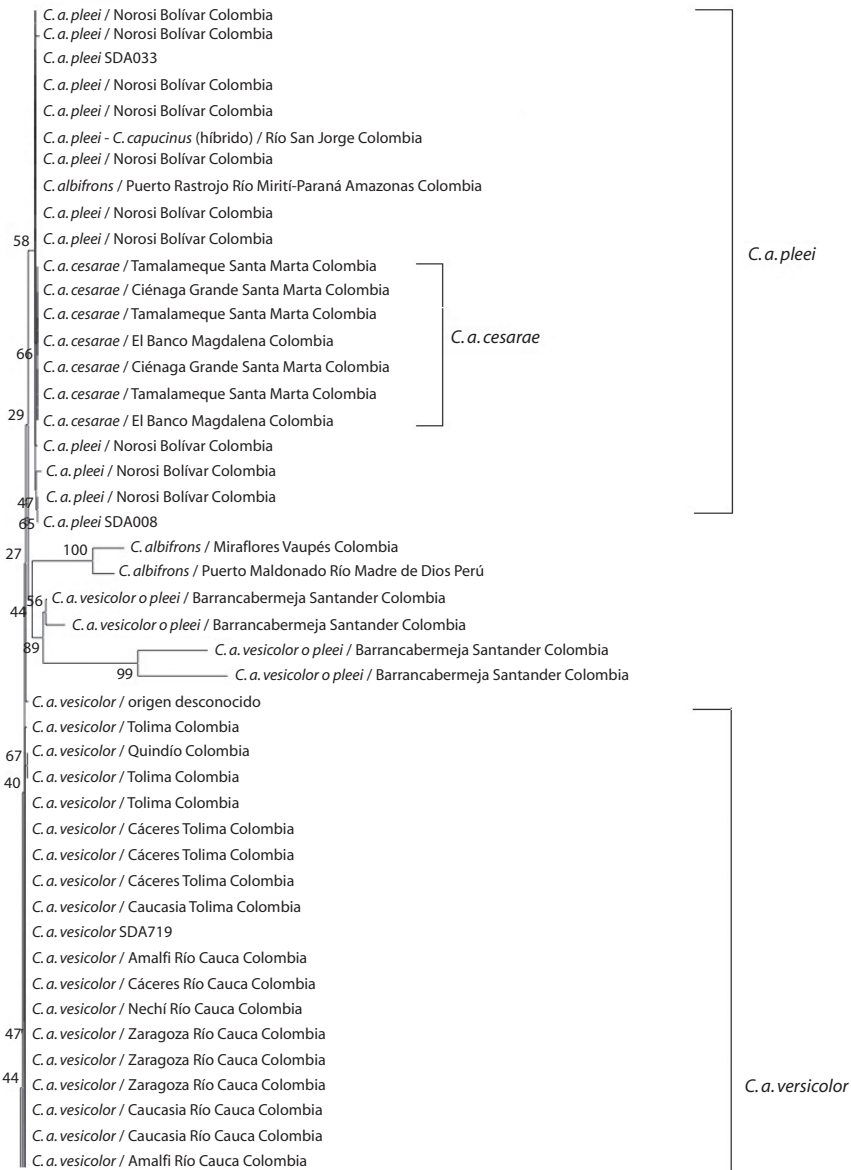 C. a. pleei / Norosi Bolívar Colombia
C. a. pleei / Norosi Bolívar Colombia
C. a. pleei SDA033
C. a. pleei / Norosi Bolívar Colombia
C. a. pleei / Norosi Bolívar Colombia
C. a. pleei - C. capucinus (híbrido) / Río San Jorge Colombia
C. a. pleei / Norosi Bolívar Colombia
C. albifrons / Puerto Rastrojo Río Mirití-Paraná Amazonas Colombia
C. a. pleei / Norosi Bolívar Colombia
C. a. pleei / Norosi Bolívar Colombia
58
C. a. pleei
C. a. cesarae / Tamalameque Santa Marta Colombia
C. a. cesarae / Ciénaga Grande Santa Marta Colombia
C. a. cesarae / Tamalameque Santa Marta Colombia
C. a. cesarae / El Banco Magdalena Colombia
C. a. cesarae
66
C. a. cesarae / Ciénaga Grande Santa Marta Colombia
C. a. cesarae / Tamalameque Santa Marta Colombia
29
C. a. cesarae / El Banco Magdalena Colombia
C. a. pleei / Norosi Bolívar Colombia
C. a. pleei / Norosi Bolívar Colombia
C. a. pleei / Norosi Bolívar Colombia
47
65
C. a. pleei SDA008
27
100
C. albifrons / Miraflores Vaupés Colombia
C. albifrons / Puerto Maldonado Río Madre de Dios Perú
56
C. a. vesicolor o pleei / Barrancabermeja Santander Colombia
44
C. a. vesicolor o pleei / Barrancabermeja Santander Colombia
89
C. a. vesicolor o pleei / Barrancabermeja Santander Colombia
99
C. a. vesicolor o pleei / Barrancabermeja Santander Colombia
C. a. vesicolor / origen desconocido
C. a. vesicolor / Tolima Colombia
67
C. a. vesicolor / Quindío Colombia
40
C. a. vesicolor / Tolima Colombia
C. a. vesicolor / Tolima Colombia
C. a. vesicolor / Cáceres Tolima Colombia
C. a. vesicolor / Cáceres Tolima Colombia
C. a. vesicolor / Cáceres Tolima Colombia
C. a. vesicolor / Caucasia Tolima Colombia
C. a. vesicolor SDA719
C. a. vesicolor / Amalfi Río Cauca Colombia
C. a. vesicolor / Cáceres Río Cauca Colombia
C. a. vesicolor / Nechí Río Cauca Colombia
47
C. a. vesicolor / Zaragoza Río Cauca Colombia
C. a. vesicolor / Zaragoza Río Cauca Colombia
44
C. a. vesicolor / Zaragoza Río Cauca Colombia
C. a. versicolor
C. a. vesicolor / Caucasia Río Cauca Colombia
C. a. vesicolor / Caucasia Río Cauca Colombia
C. a. vesicolor / Amalfi Río Cauca Colombia